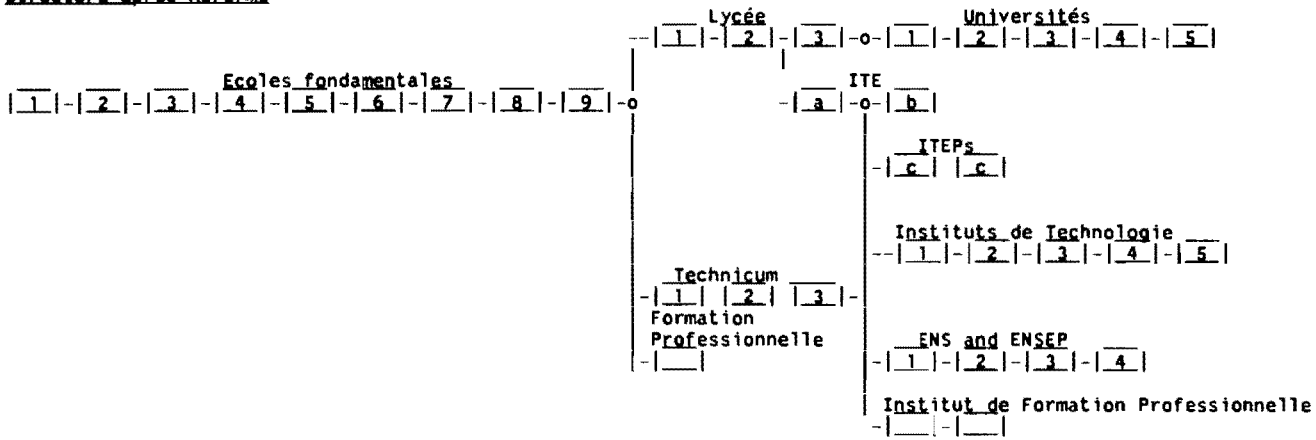 Lycée Universités
1 2 3 o 1 2 3 4 5
Ecoles fondamentales ITE
1 2 3 4 5 6 7 8 9 o a o b
ITEPs
c c
Instituts de Technologie
1 2 3 4 5
Technicum
1 2 3
Formation
Professionnelle ENS and ENSEP
1 2 3 4
Institut de Formation Professionnelle